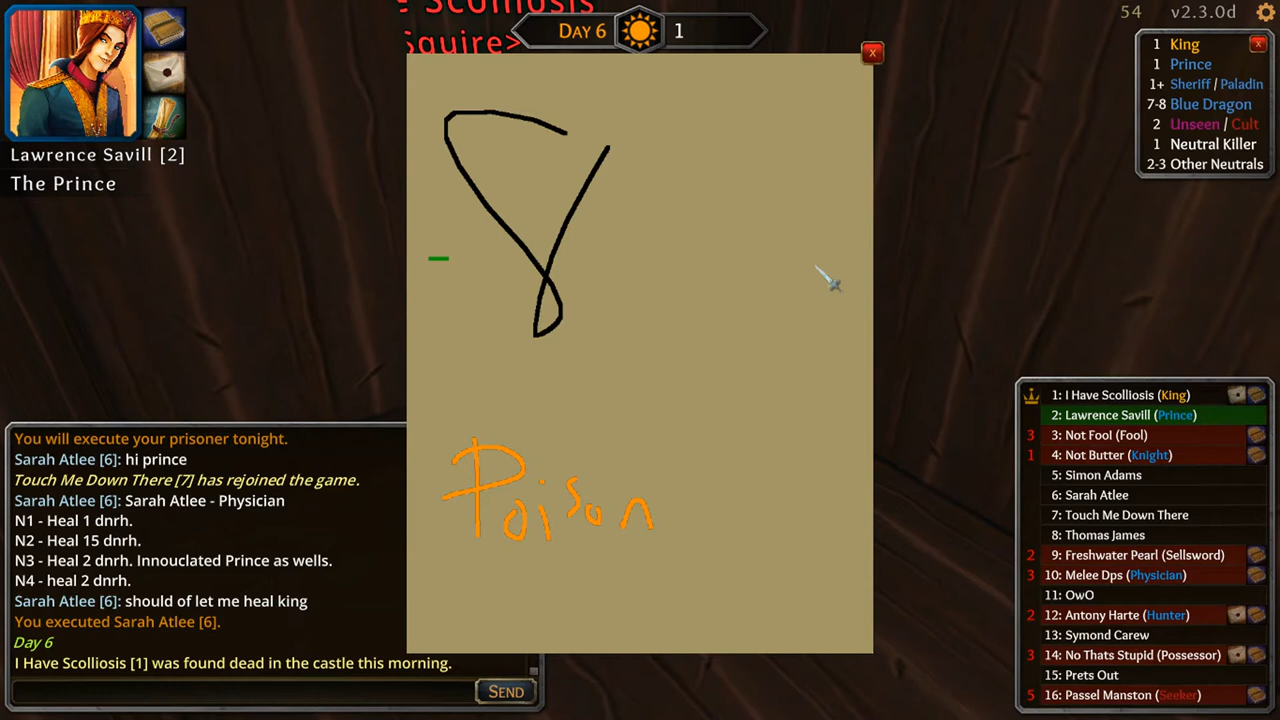 e Scolliosis
Squire>
DAY 6 1
54 v2.3.0d
x
8
Poison
Lawrence Savill [2]
The Prince
1 King x
1 Prince
1+ Sheriff / Paladin
7-8 Blue Dragon
2 Unseen / Cult
1 Neutral Killer
2-3 Other Neutrals
You will execute your prisoner tonight.
Sarah Atlee [6]: hi prince
Touch Me Down There [7] has rejoined the game.
Sarah Atlee [6]: Sarah Atlee - Physician
N1 - Heal 1 dnrh.
N2 - Heal 15 dnrh.
N3 - Heal 2 dnrh. Innouclated Prince as wells.
N4 - heal 2 dnrh.
Sarah Atlee [6]: should of let me heal king
You executed Sarah Atlee [6].
Day 6
I Have Scolliosis [1] was found dead in the castle this morning.
SEND
1: I Have Scolliosis (King)
2: Lawrence Savill (Prince)
3 3: Not Fool (Fool)
1 4: Not Butter (Knight)
5: Simon Adams
6: Sarah Atlee
7: Touch Me Down There
8: Thomas James
2 9: Freshwater Pearl (Sellsword)
3 10: Melee Dps (Physician)
11: OwO
2 12: Antony Harte (Hunter)
13: Symond Carew
3 14: No Thats Stupid (Possessor)
15: Prets Out
5 16: Passel Manston (Seeker)